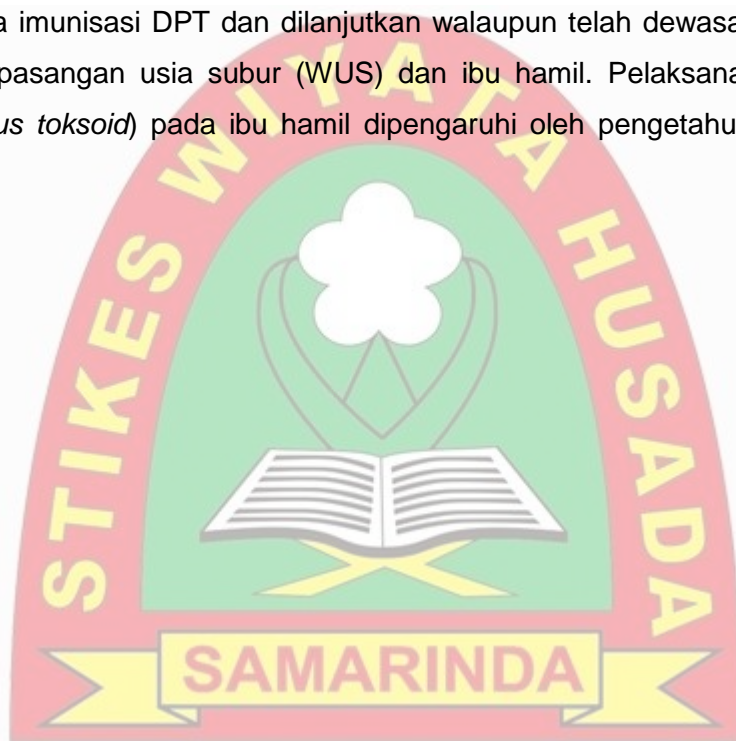 a imunisasi DPT dan dilanjutkan walaupun telah dewasa
pasangan usia subur (WUS) dan ibu hamil. Pelaksana
us toksoid) pada ibu hamil dipengaruhi oleh pengetahu
STIKES WIYATA HUSADA
SAMARINDA